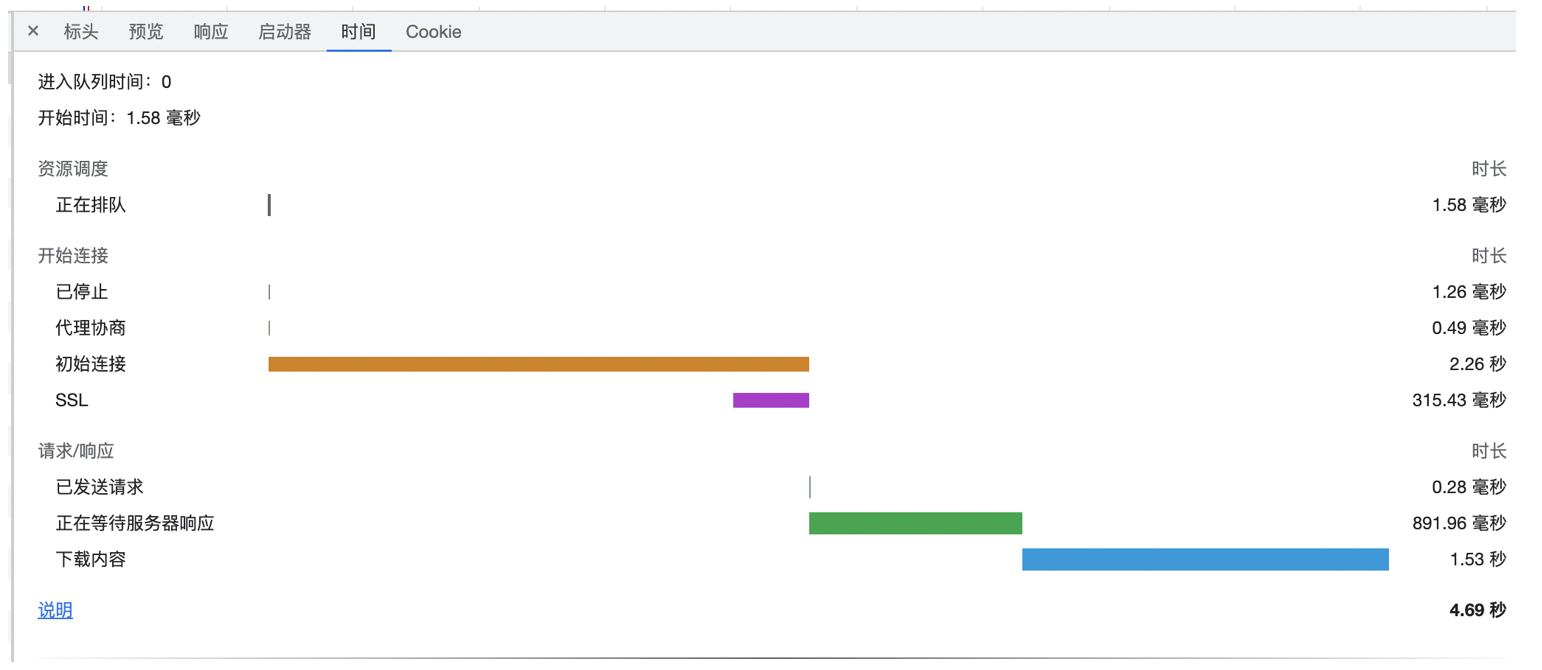 × 标头 预览 响应 启动器 时间 Cookie
进入队列时间：0
开始时间：1.58 毫秒
资源调度 时长
正在排队 1.58 毫秒
开始连接 时长
已停止 1.26 毫秒
代理协商 0.49 毫秒
初始连接 2.26 秒
SSL 315.43 毫秒
请求/响应 时长
已发送请求 0.28 毫秒
正在等待服务器响应 891.96 毫秒
下载内容 1.53 秒
说明 4.69 秒